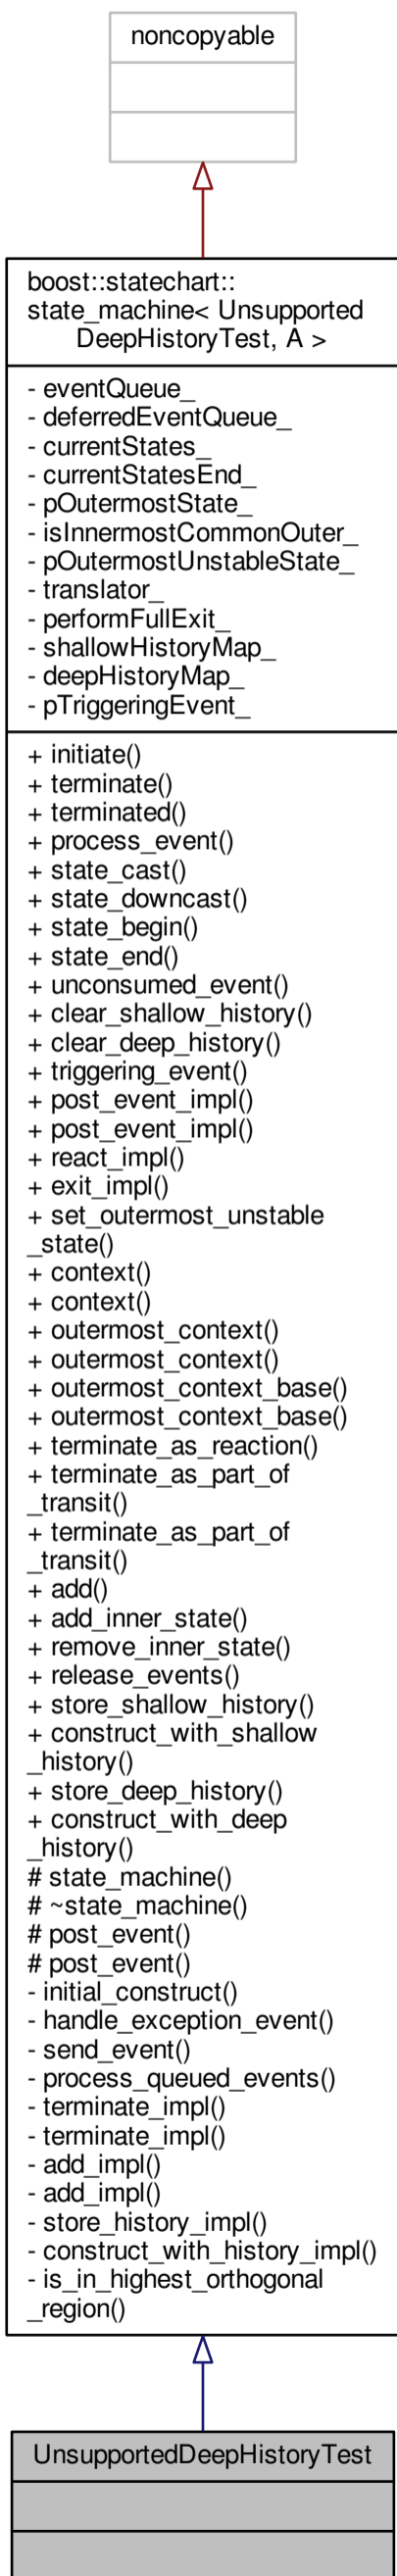 noncopyable
boost::statechart::
state_machine< Unsupported
DeepHistoryTest, A >
- eventQueue_
- deferredEventQueue_
- currentStates_
- currentStatesEnd_
- pOutermostState_
- isInnermostCommonOuter_
- pOutermostUnstableState_
- translator_
- performFullExit_
- shallowHistoryMap_
- deepHistoryMap_
- pTriggeringEvent_
+ initiate()
+ terminate()
+ terminated()
+ process_event()
+ state_cast()
+ state_downcast()
+ state_begin()
+ state_end()
+ unconsumed_event()
+ clear_shallow_history()
+ clear_deep_history()
+ triggering_event()
+ post_event_impl()
+ post_event_impl()
+ react_impl()
+ exit_impl()
+ set_outermost_unstable
_state()
+ context()
+ context()
+ outermost_context()
+ outermost_context()
+ outermost_context_base()
+ outermost_context_base()
+ terminate_as_reaction()
+ terminate_as_part_of
_transit()
+ terminate_as_part_of
_transit()
+ add()
+ add_inner_state()
+ remove_inner_state()
+ release_events()
+ store_shallow_history()
+ construct_with_shallow
_history()
+ store_deep_history()
+ construct_with_deep
_history()
# state_machine()
# ~state_machine()
# post_event()
# post_event()
- initial_construct()
- handle_exception_event()
- send_event()
- process_queued_events()
- terminate_impl()
- terminate_impl()
- add_impl()
- add_impl()
- store_history_impl()
- construct_with_history_impl()
- is_in_highest_orthogonal
_region()
UnsupportedDeepHistoryTest